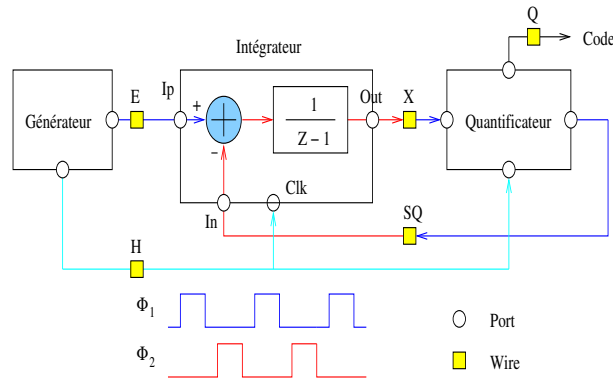 Q
Code
Intégrateur
E
Ip
Out
X
Générateur
+
1
Z - 1
Quantificateur
-
Clk
In
SQ
H
Φ1
Port
Φ2
Wire